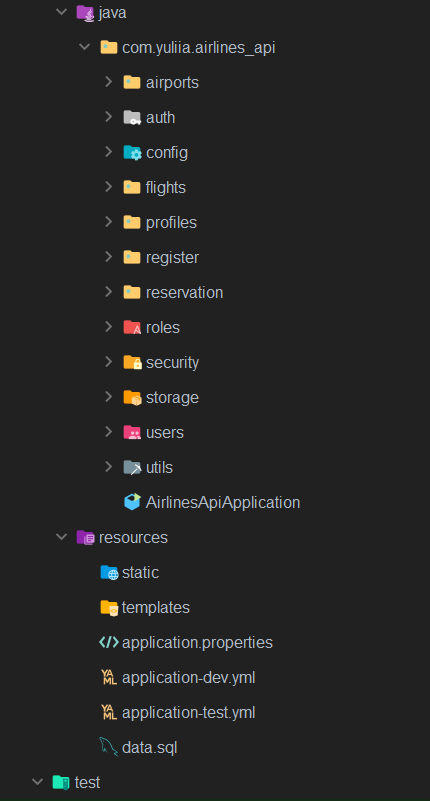 java
com.yuliia.airlines_api
airports
auth
config
flights
profiles
register
reservation
roles
security
storage
users
utils
AirlinesApiApplication
resources
static
templates
application.properties
application-dev.yml
application-test.yml
data.sql
test